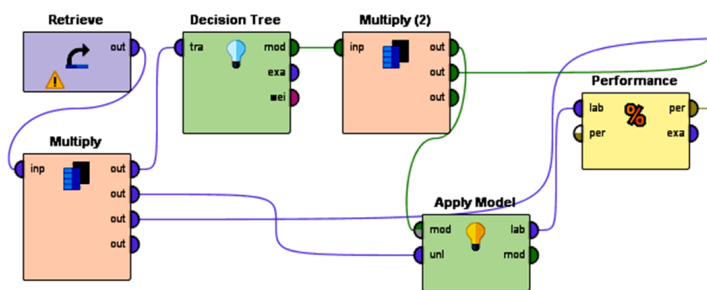 Retrieve
out
Decision Tree
tra
mod
exa
wei
Multiply (2)
inp
out
out
out
Performance
lab
per
%
per
exa
Multiply
inp
out
out
out
out
Apply Model
mod
lab
unl
mod